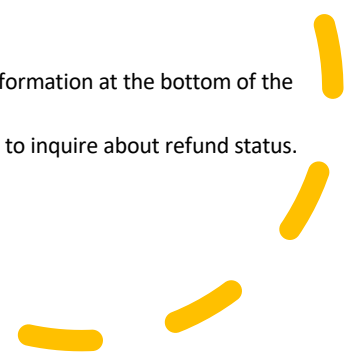 formation at the bottom of the
to inquire about refund status.